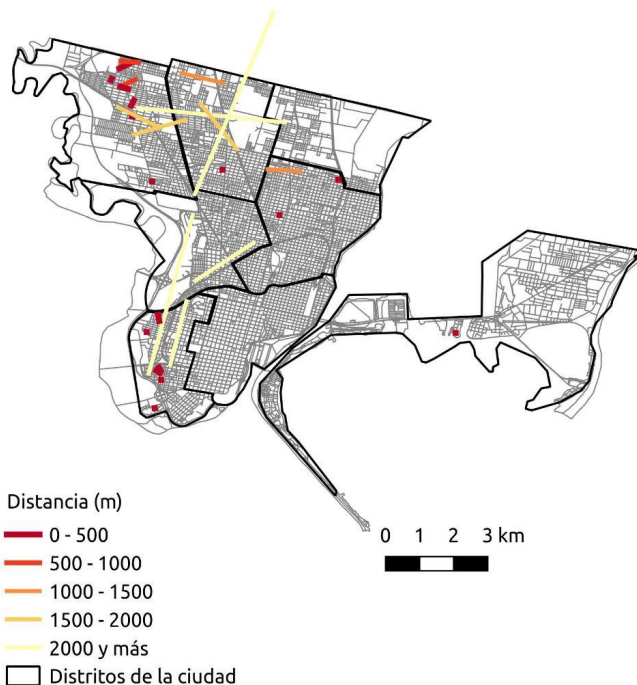 Distancia (m)
0 - 500
500 - 1000
1000 - 1500
1500 - 2000
2000 y más
Distritos de la ciudad
0 1 2 3 km